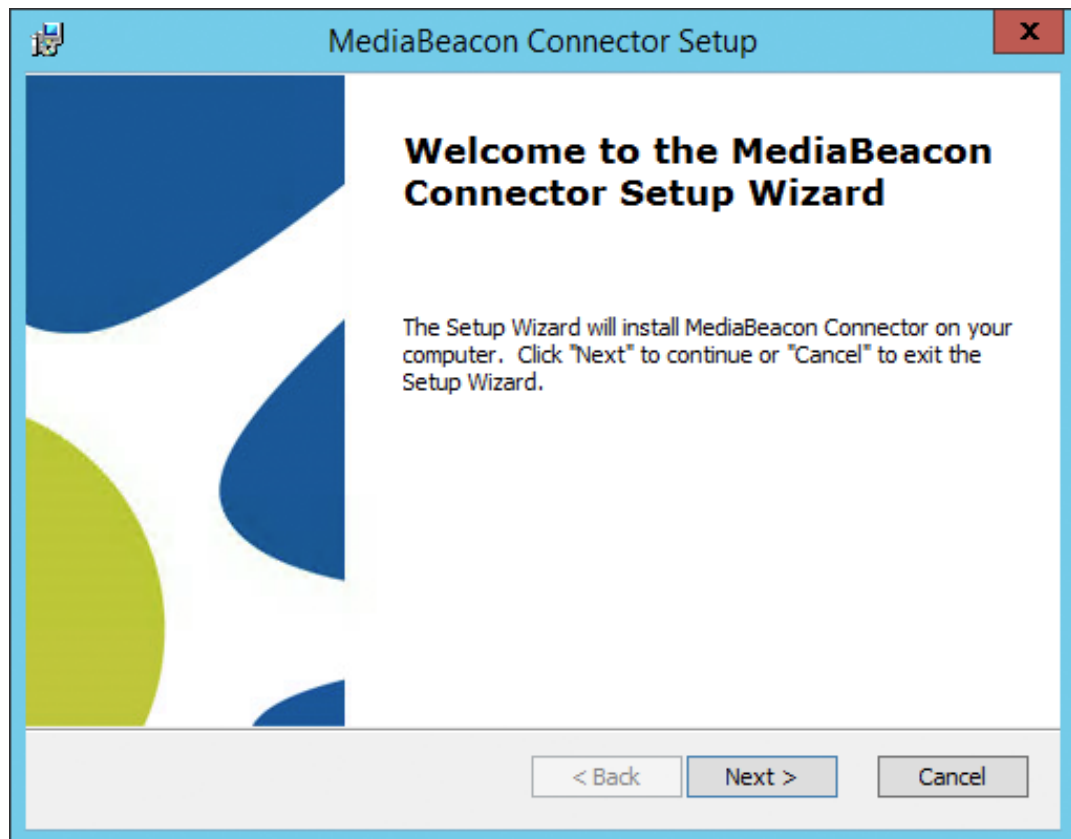 MediaBeacon Connector Setup
x
Welcome to the MediaBeacon
Connector Setup Wizard
The Setup Wizard will install MediaBeacon Connector on your
computer.  Click "Next" to continue or "Cancel" to exit the
Setup Wizard.
< Back Next > Cancel